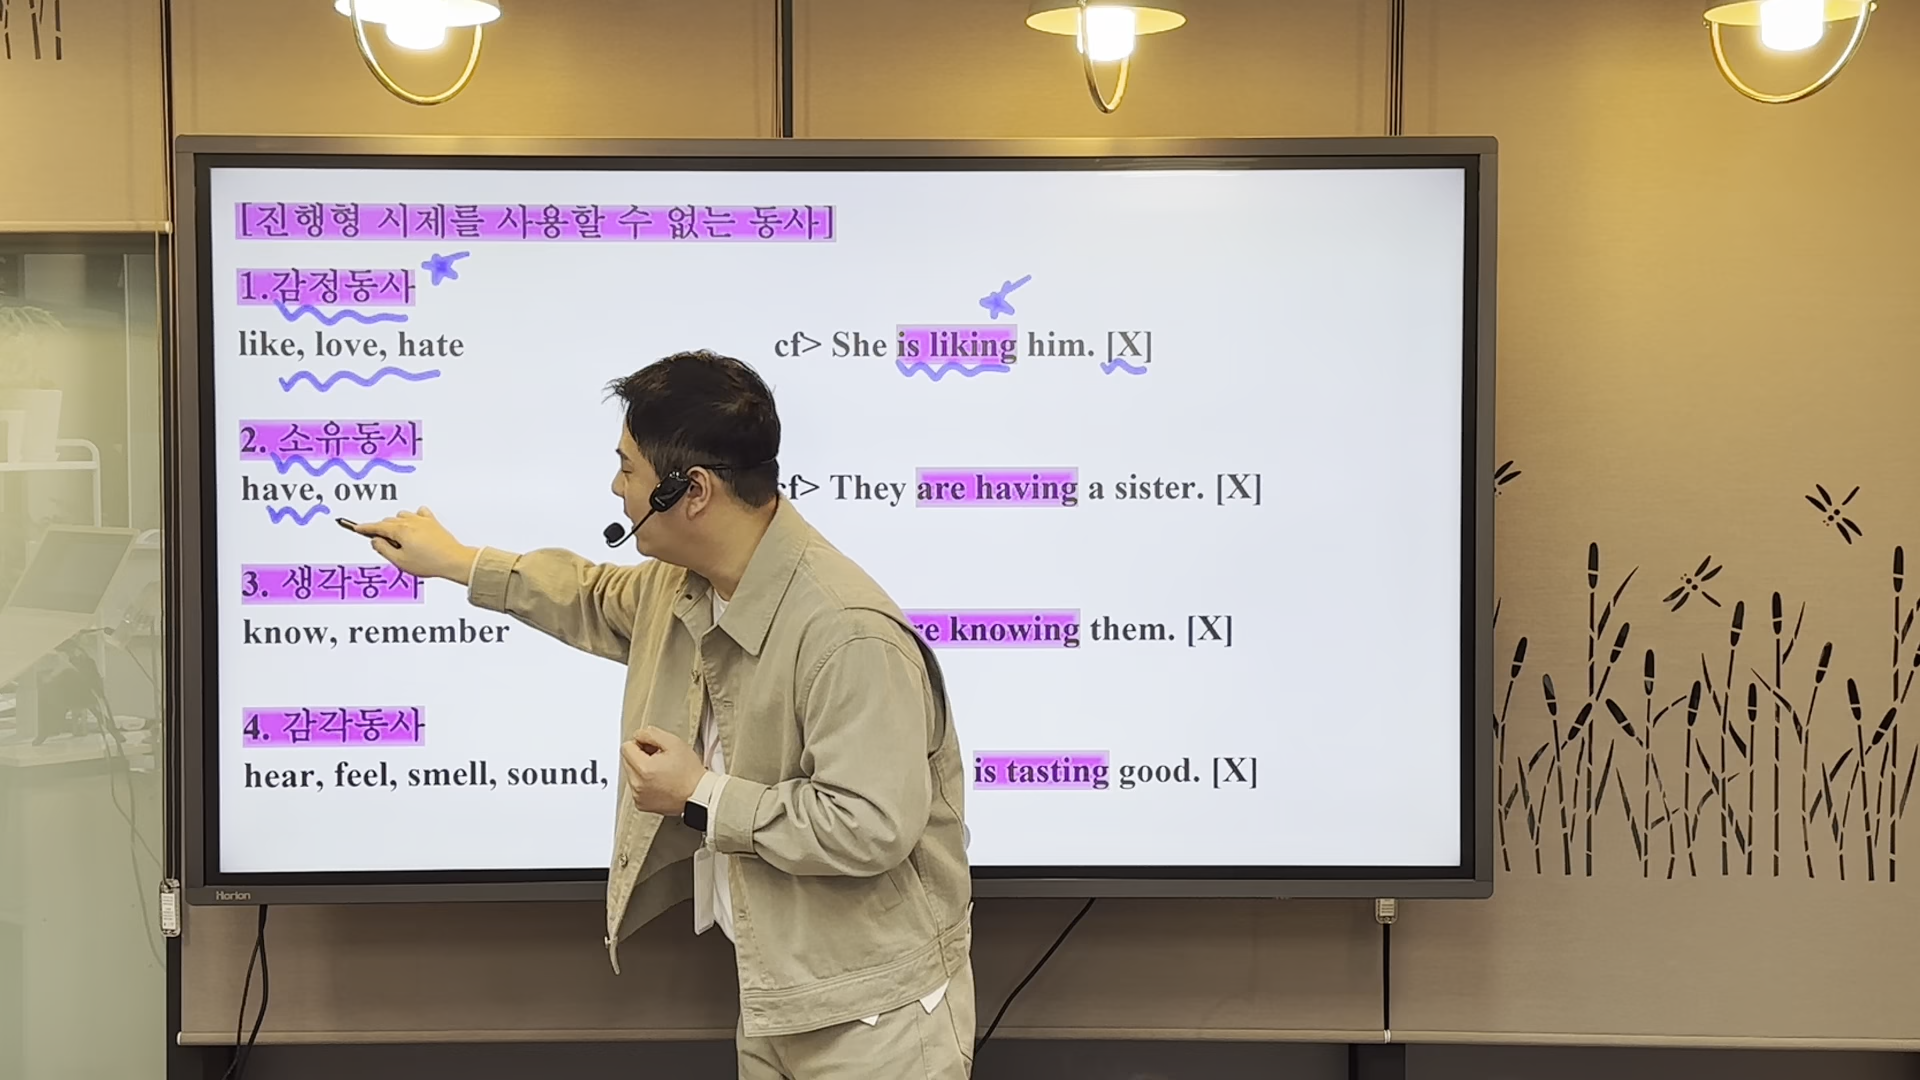 [진행형 시제를 사용할 수 없는 동사]
1.감정동사
like, love, hate
cf> She is liking him. [X]
2. 소유동사
have, own
cf> They are having a sister. [X]
3. 생각동사
know, remember
knowing them. [X]
4. 감각동사
hear, feel, smell, sound,
is tasting good. [X]
Horion